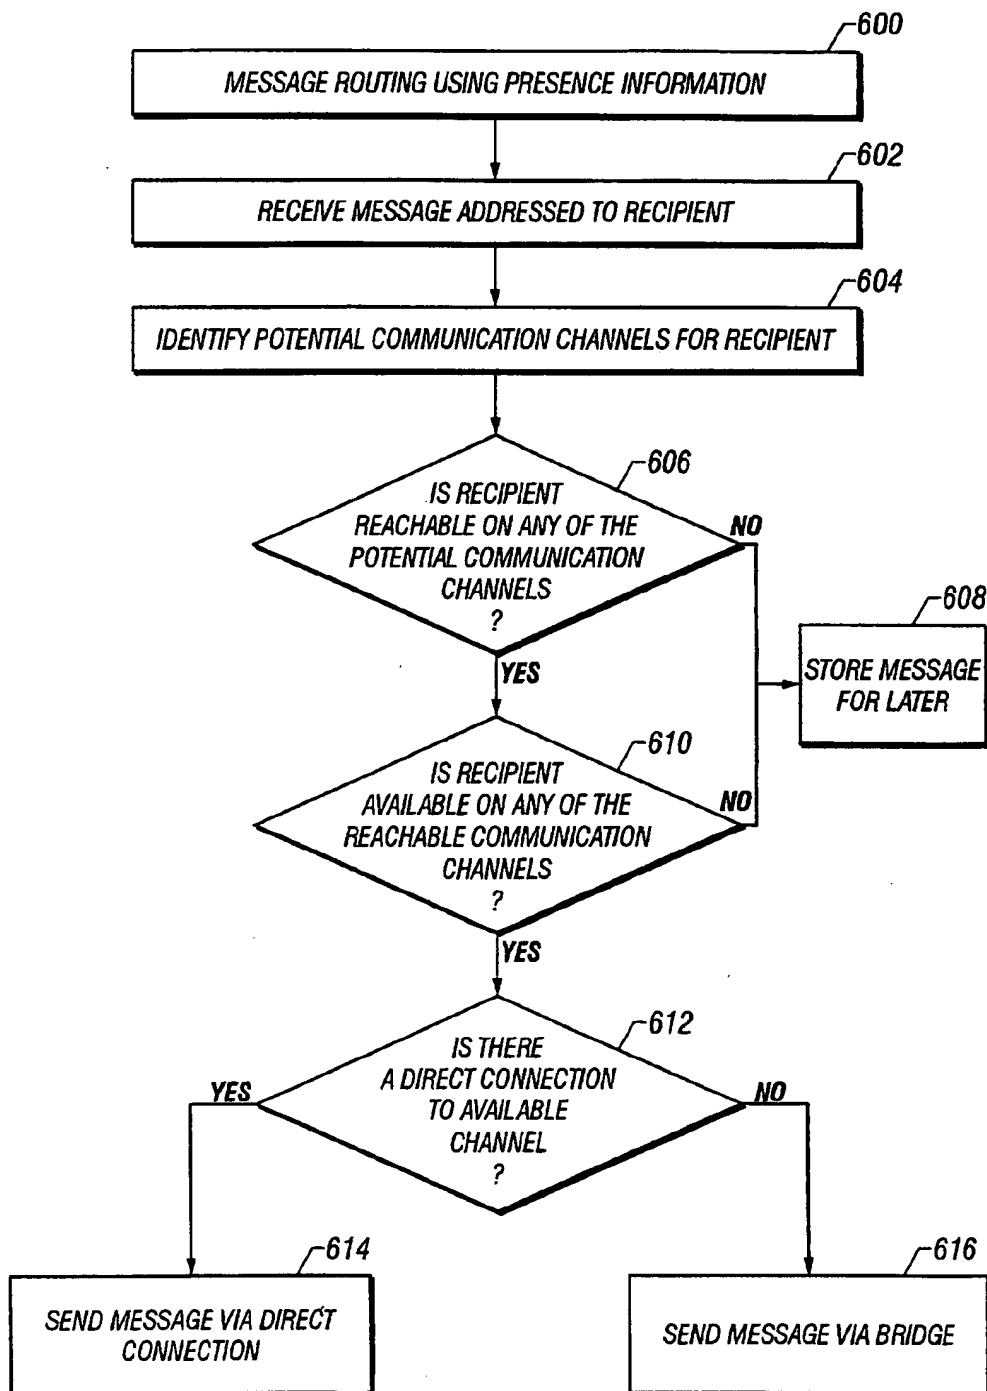 600
MESSAGE ROUTING USING PRESENCE INFORMATION
602
RECEIVE MESSAGE ADDRESSED TO RECIPIENT
604
IDENTIFY POTENTIAL COMMUNICATION CHANNELS FOR RECIPIENT
606
IS RECIPIENT
REACHABLE ON ANY OF THE
POTENTIAL COMMUNICATION
CHANNELS
?
NO
YES
608
STORE MESSAGE
FOR LATER
610
IS RECIPIENT
AVAILABLE ON ANY OF THE
REACHABLE COMMUNICATION
CHANNELS
?
NO
YES
612
IS THERE
A DIRECT CONNECTION
TO AVAILABLE
CHANNEL
?
YES
NO
614
SEND MESSAGE VIA DIRECT
CONNECTION
616
SEND MESSAGE VIA BRIDGE